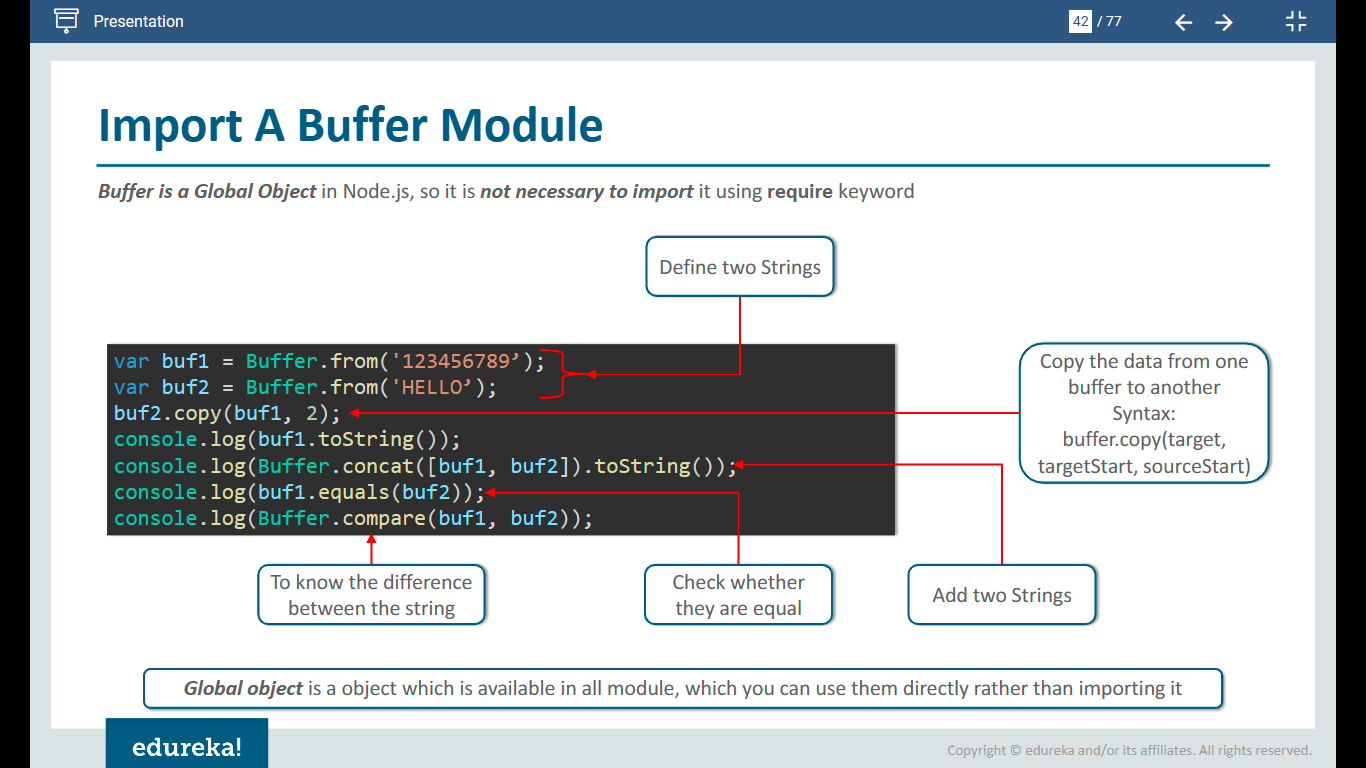 Presentation
42 / 77
Import A Buffer Module
Buffer is a Global Object in Node.js, so it is not necessary to import it using require keyword
Define two Strings
var buf1 = Buffer.from('123456789’);
var buf2 = Buffer.from('HELLO’);
buf2.copy(buf1, 2);
console.log(buf1.toString());
console.log(Buffer.concat([buf1, buf2]).toString());
console.log(buf1.equals(buf2));
console.log(Buffer.compare(buf1, buf2));
Copy the data from one
buffer to another
Syntax:
buffer.copy(target,
targetStart, sourceStart)
To know the difference
between the string
Check whether
they are equal
Add two Strings
Global object is a object which is available in all module, which you can use them directly rather than importing it
edureka!
Copyright © edureka and/or its affiliates. All rights reserved.